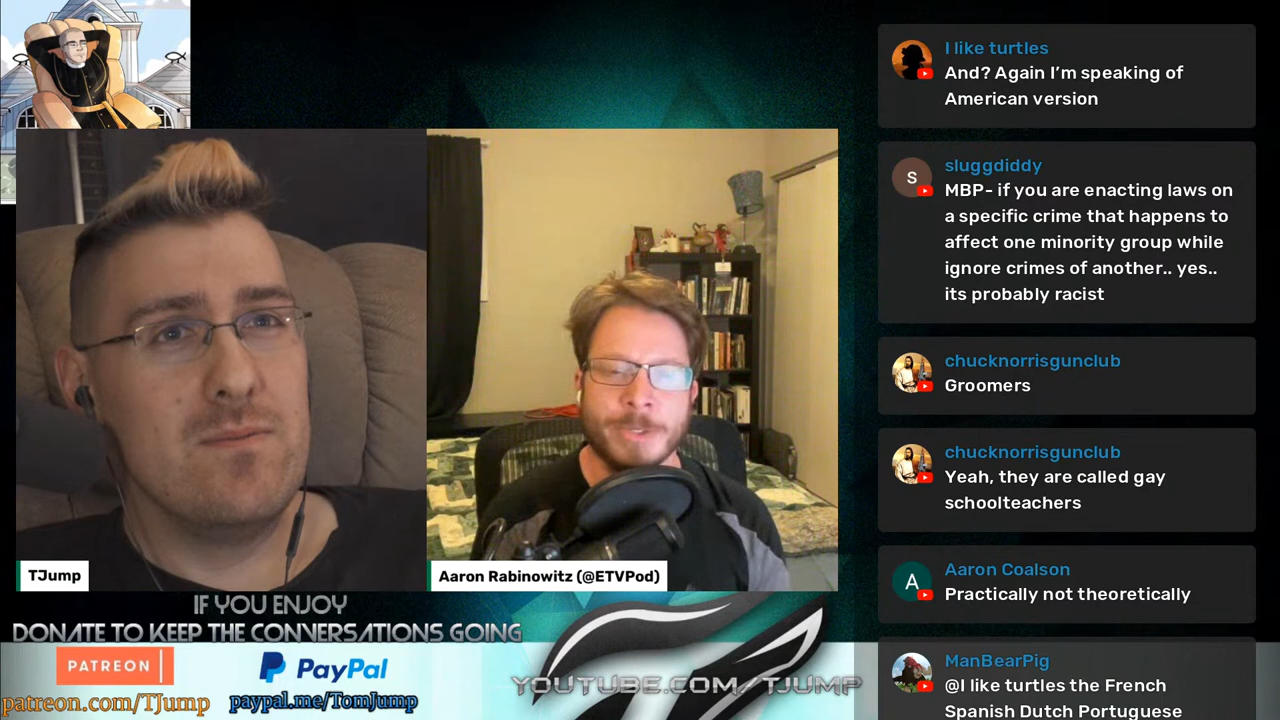 I like turtles
And? Again I’m speaking of
American version
sluggdiddy
S
MBP- if you are enacting laws on
a specific crime that happens to
affect one minority group while
ignore crimes of another.. yes..
its probably racist
chucknorrisgunclub
Groomers
chucknorrisgunclub
Yeah, they are called gay
schoolteachers
Aaron Coalson
A
Practically not theoretically
ManBearPig
@I like turtles the French
Spanish Dutch Portuguese
TJump
Aaron Rabinowitz (@ETVPod)
IF YOU ENJOY
DONATE TO KEEP THE CONVERSATIONS GOING
PATREON
PayPal
patreon.com/TJump
paypal.me/TomJump
YOUTUBE.COM/TJUMP